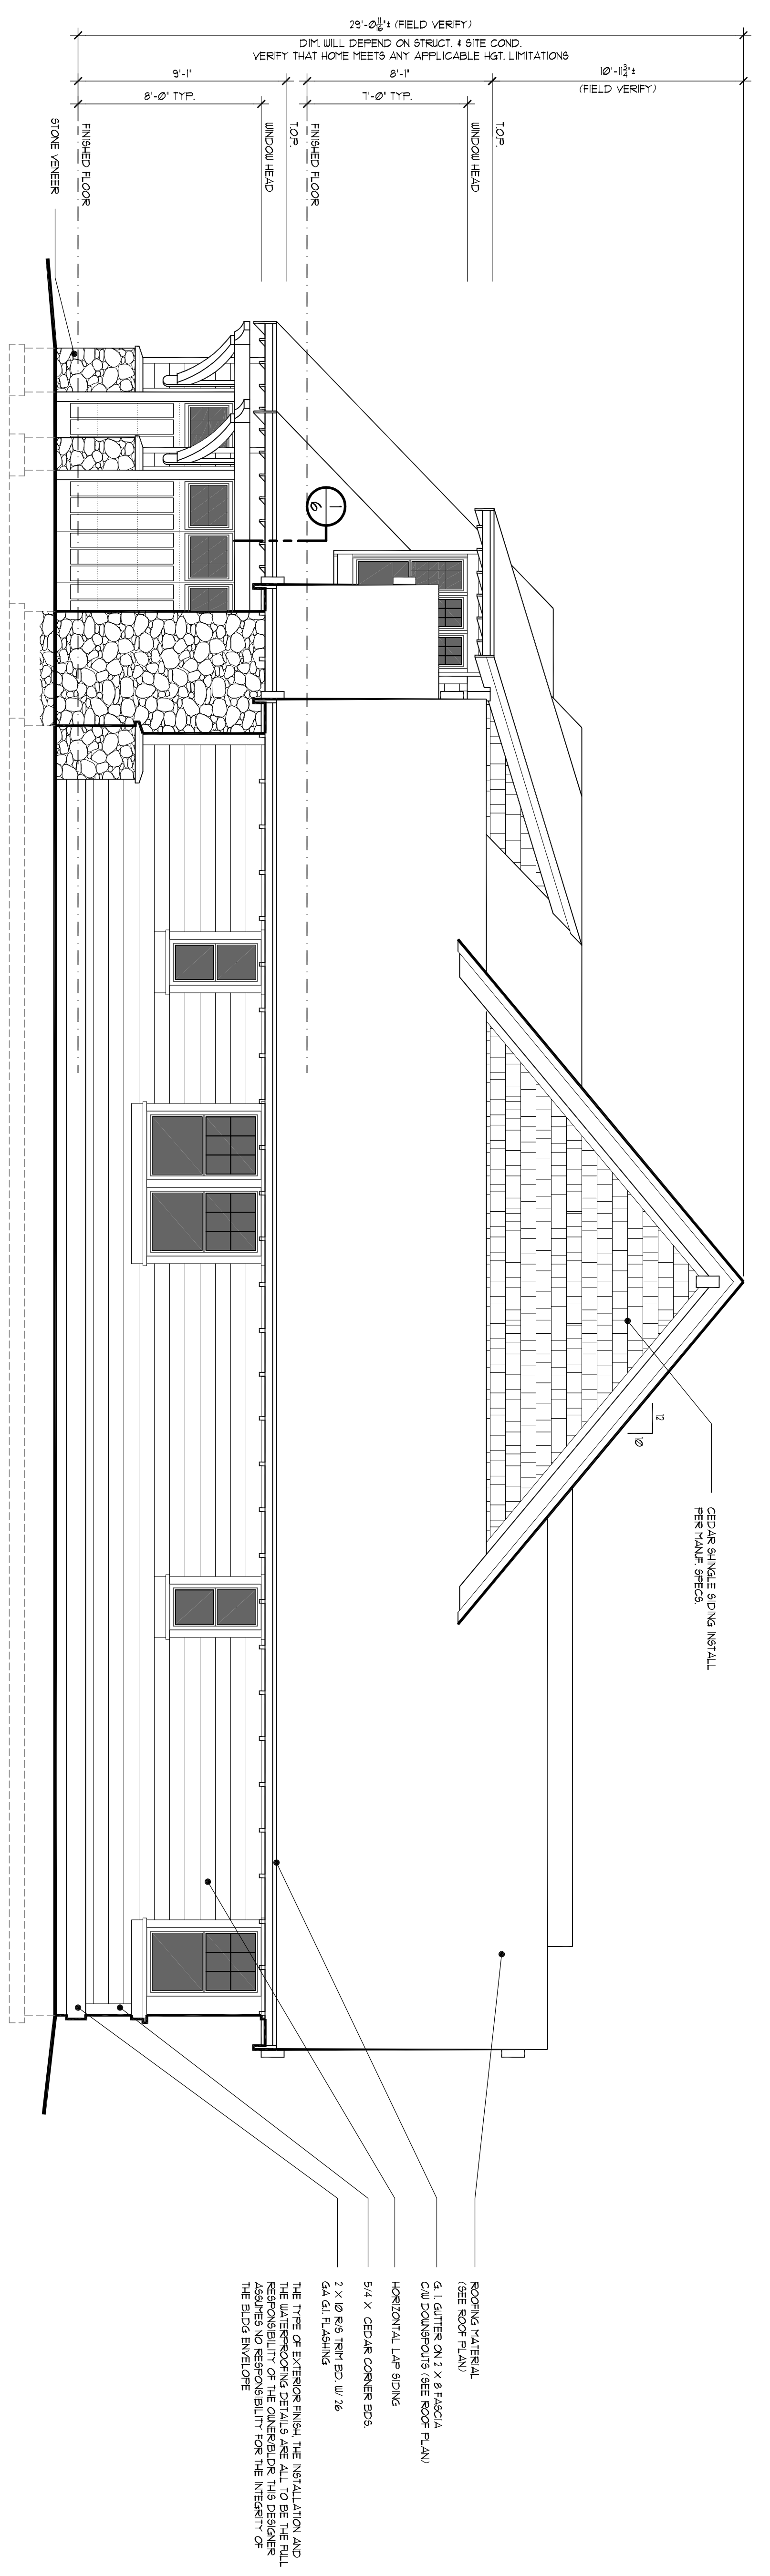 29'-0 11/16"± (FIELD VERIFY)
DIM. WILL DEPEND ON STRUCT. & SITE COND.
VERIFY THAT HOME MEETS ANY APPLICABLE HGT. LIMITATIONS
9'-1"
8'-1"
10'-11 3/4"±
(FIELD VERIFY)
8'-0" TYP.
7'-0" TYP.
T.O.P.
WINDOW HEAD
FINISHED FLOOR
T.O.P.
WINDOW HEAD
FINISHED FLOOR
STONE VENEER
1
6
12
10
CEDAR SHINGLE SIDING INSTALL
PER MANUF. SPECS.
ROOFING MATERIAL
(SEE ROOF PLAN)
G. I. GUTTER ON 2 X 8 FASCIA
C/W DOWNSPOUTS (SEE ROOF PLAN)
HORIZONTAL LAP SIDING
5/4 X CEDAR CORNER BDS.
2 X 10 R/S TRIM BD. W/ 26
GA G.I. FLASHING
THE TYPE OF EXTERIOR FINISH, THE INSTALLATION AND
THE WATERPROOFING DETAILS ARE ALL TO BE THE FULL
RESPONSIBILITY OF THE OWNER/BLDR. THIS DESIGNER
ASSUMES NO RESPONSIBILITY FOR THE INTEGRITY OF
THE BLDG ENVELOPE